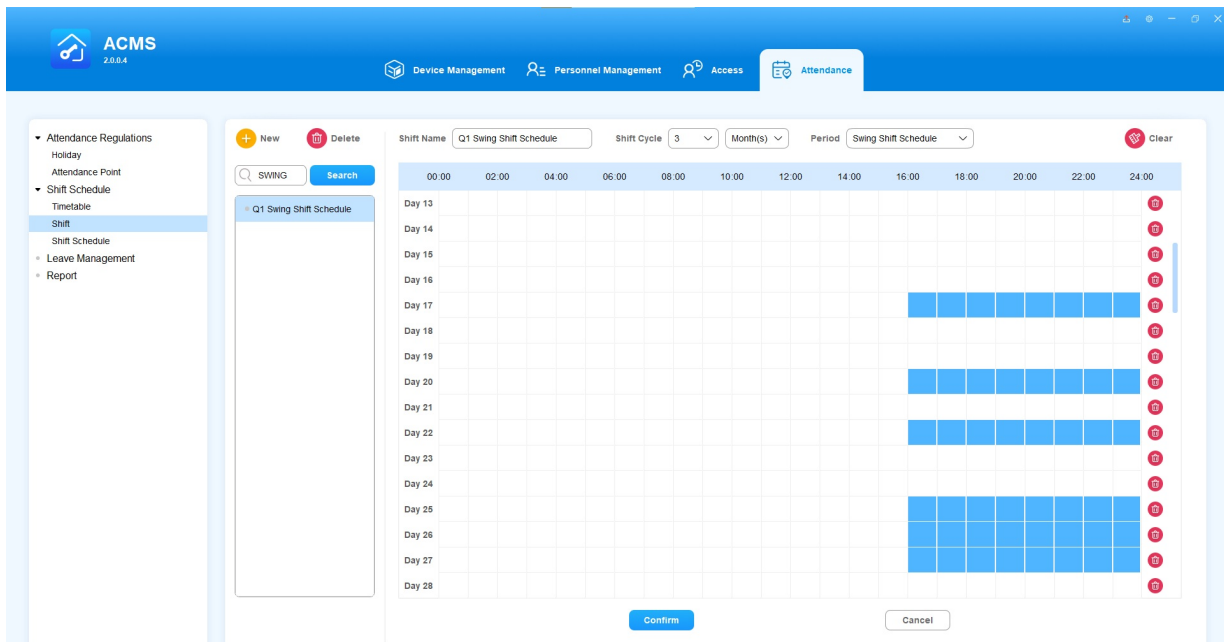 ACMS
2.0.0.4
Device Management Personnel Management Access Attendance
Attendance Regulations
Holiday
Attendance Point
Shift Schedule
Timetable
Shift
Shift Schedule
Leave Management
Report
New Delete
SWING Search
Q1 Swing Shift Schedule
Shift Name Q1 Swing Shift Schedule Shift Cycle 3 Month(s) Period Swing Shift Schedule Clear
00:00 02:00 04:00 06:00 08:00 10:00 12:00 14:00 16:00 18:00 20:00 22:00 24:00
Day 13
Day 14
Day 15
Day 16
Day 17
Day 18
Day 19
Day 20
Day 21
Day 22
Day 23
Day 24
Day 25
Day 26
Day 27
Day 28
Confirm Cancel